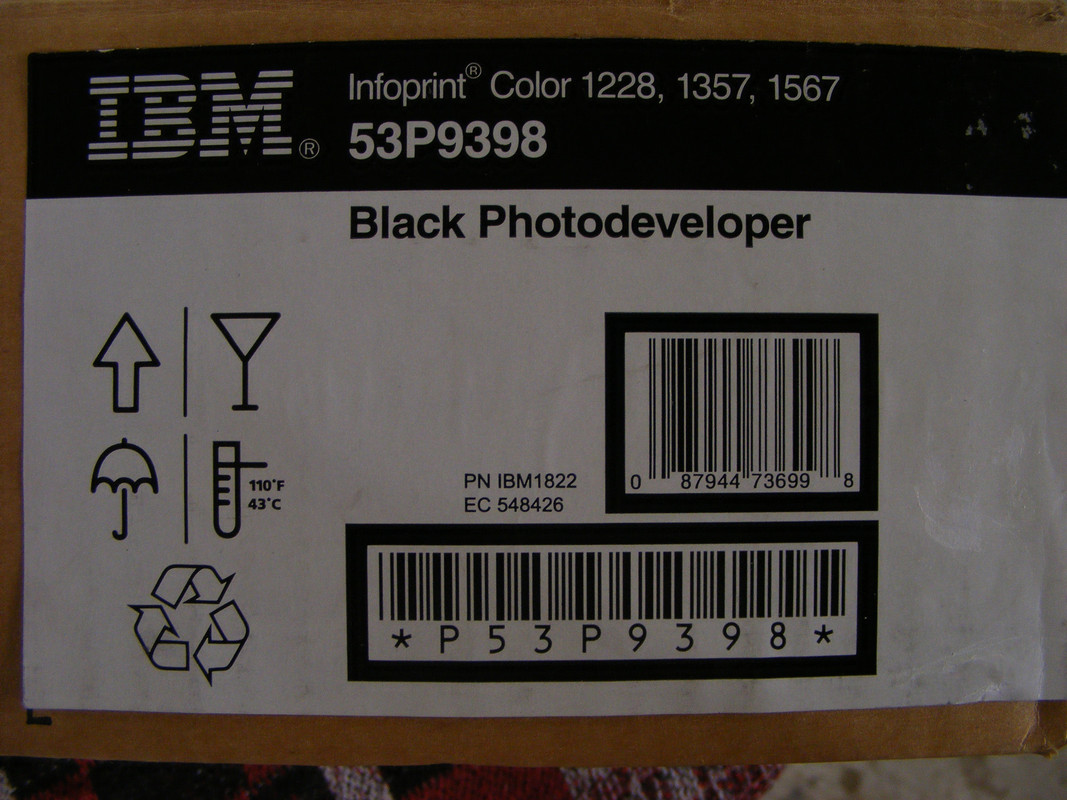 IBM®
Infoprint® Color 1228, 1357, 1567
53P9398
Black Photodeveloper
110°F
43°C
PN IBM1822
EC 548426
0 87944 73699 8
*P53P9398*